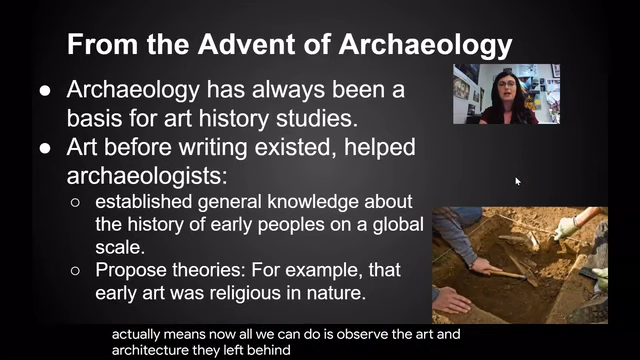 From the Advent of Archaeology
● Archaeology has always been a
basis for art history studies.
● Art before writing existed, helped
archaeologists:
○ established general knowledge about
the history of early peoples on a global
scale.
○ Propose theories: For example, that
early art was religious in nature.
actually means now all we can do is observe the art and
architecture they left behind